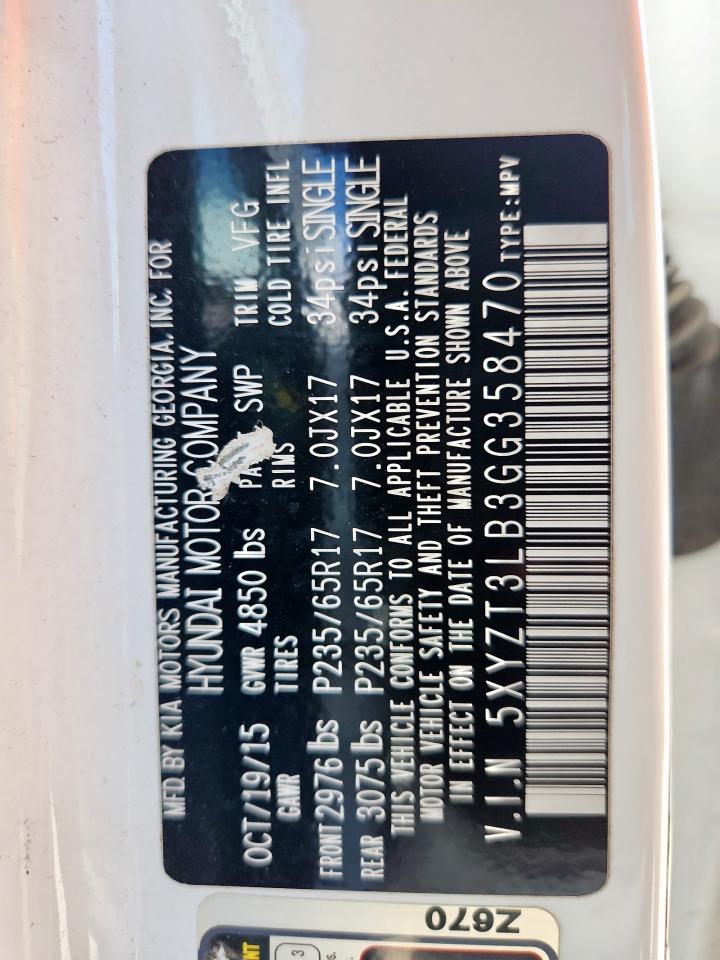 MFD. BY KIA MOTORS MANUFACTURING GEORGIA, INC. FOR
HYUNDAI MOTOR COMPANY
OCT/19/15 GVWR 4850 lbs SWP TRIM VFG
GAWR TIRES RIMS COLD TIRE INFL
FRONT 2976 lbs P235/65R17 7.0JX17 34psi SINGLE
REAR 3075 lbs P235/65R17 7.0JX17 34psi SINGLE
THIS VEHICLE CONFORMS TO ALL APPLICABLE U.S.A. FEDERAL
MOTOR VEHICLE SAFETY AND THEFT PREVENTION STANDARDS
IN EFFECT ON THE DATE OF MANUFACTURE SHOWN ABOVE
V.I.N 5XYZT3LB3GG358470 TYPE:MPV
Z670
3